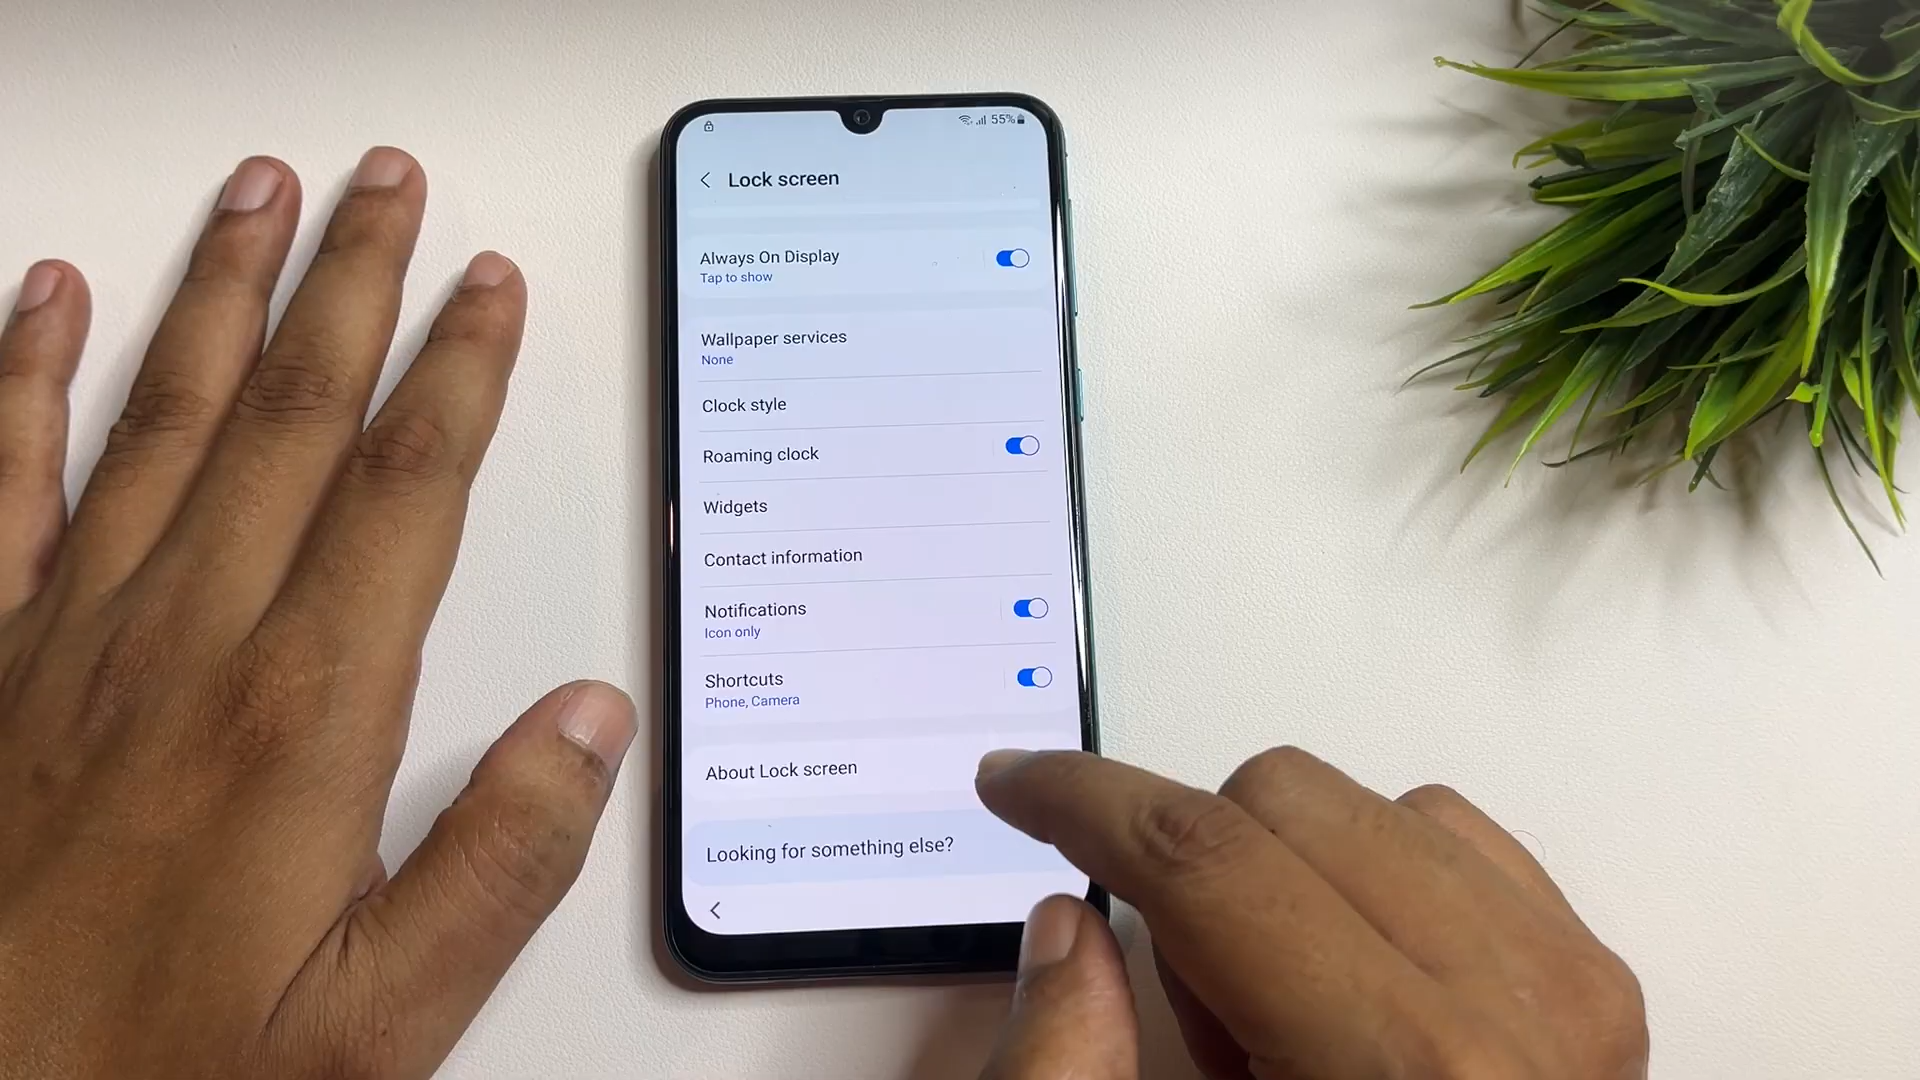 55%
Lock screen
Always On Display
Tap to show
Wallpaper services
None
Clock style
Roaming clock
Widgets
Contact information
Notifications
Icon only
Shortcuts
Phone, Camera
About Lock screen
Looking for something else?